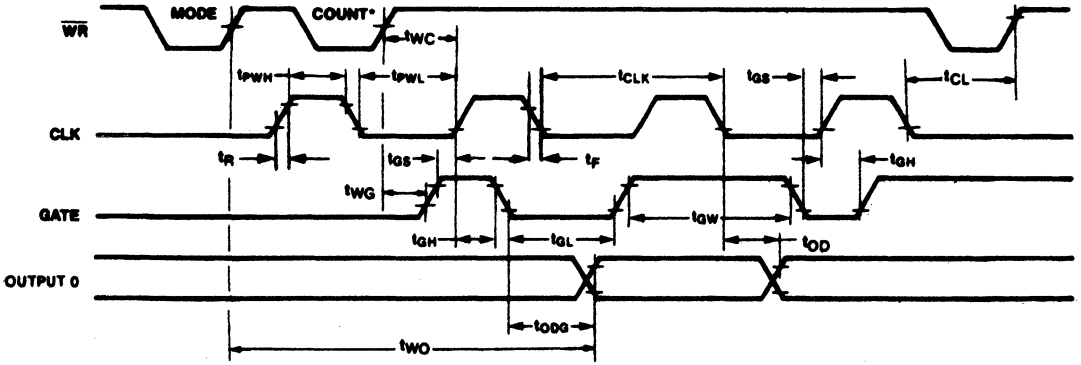 MODE COUNT*
WR
tWC
tPWH tPWL tCLK tGS tCL
CLK
tR tGS tF tGH
tWG
GATE
tGW
tGH tGL tOD
OUTPUT 0
tODG
tWO